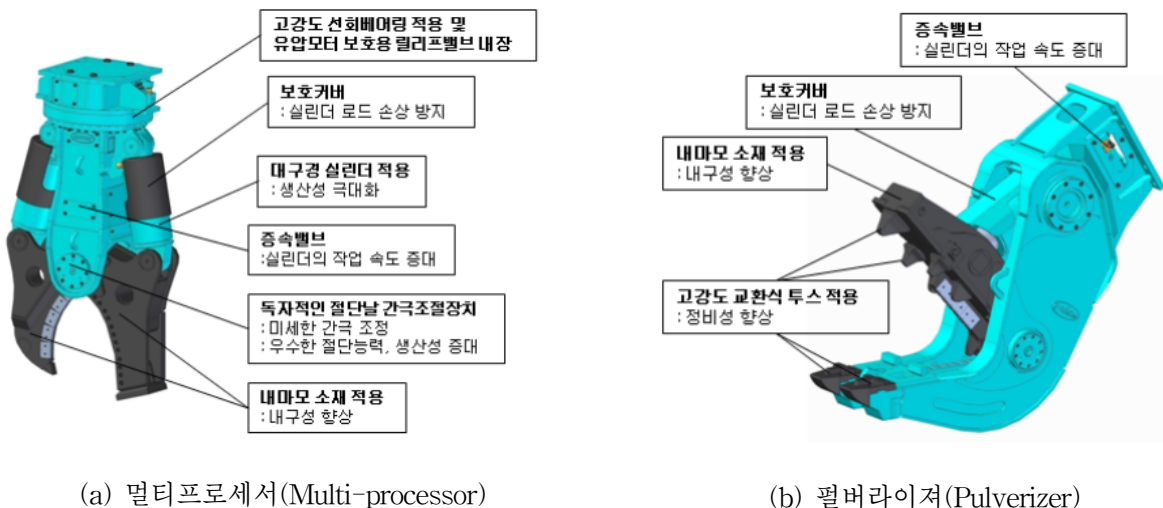 고강도 선회베어링 적용 및
유압모터 보호용 릴리프밸브 내장
보호커버
: 실린더 로드 손상 방지
대구경 실린더 적용
: 생산성 극대화
증속밸브
:실린더의 작업 속도 증대
독자적인 절단날 간극조절장치
: 미세한 간극 조정
: 우수한 절단능력, 생산성 증대
내마모 소재 적용
: 내구성 향상
(a) 멀티프로세서(Multi-processor)
증속밸브
: 실린더의 작업 속도 증대
보호커버
: 실린더 로드 손상 방지
내마모 소재 적용
: 내구성 향상
고강도 교환식 투스 적용
: 정비성 향상
(b) 펄버라이져(Pulverizer)